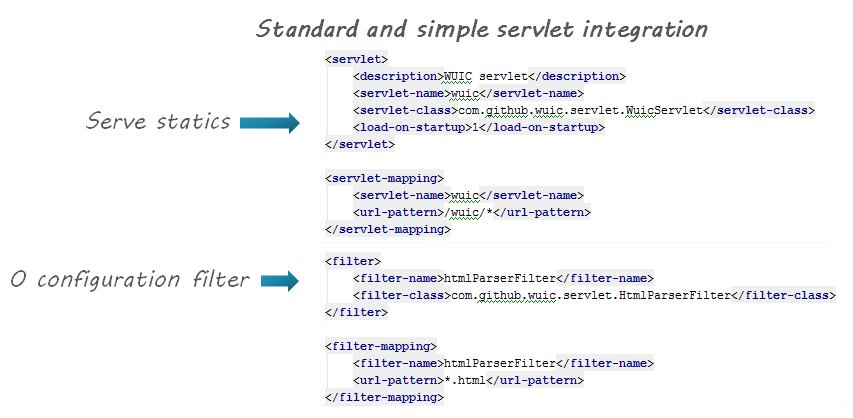 Standard and simple servlet integration
<servlet>
<description>WUIC servlet</description>
<servlet-name>wuic</servlet-name>
Serve statics
<servlet-class>com.github.wuic.servlet.WuicServlet</servlet-class>
<load-on-startup>1</load-on-startup>
</servlet>
<servlet-mapping>
<servlet-name>wuic</servlet-name>
<url-pattern>/wuic/*</url-pattern>
</servlet-mapping>
<filter>
O configuration filter
<filter-name>htmlParserFilter</filter-name>
<filter-class>com.github.wuic.servlet.HtmlParserFilter</filter-class>
</filter>
<filter-mapping>
<filter-name>htmlParserFilter</filter-name>
<url-pattern>*.html</url-pattern>
</filter-mapping>